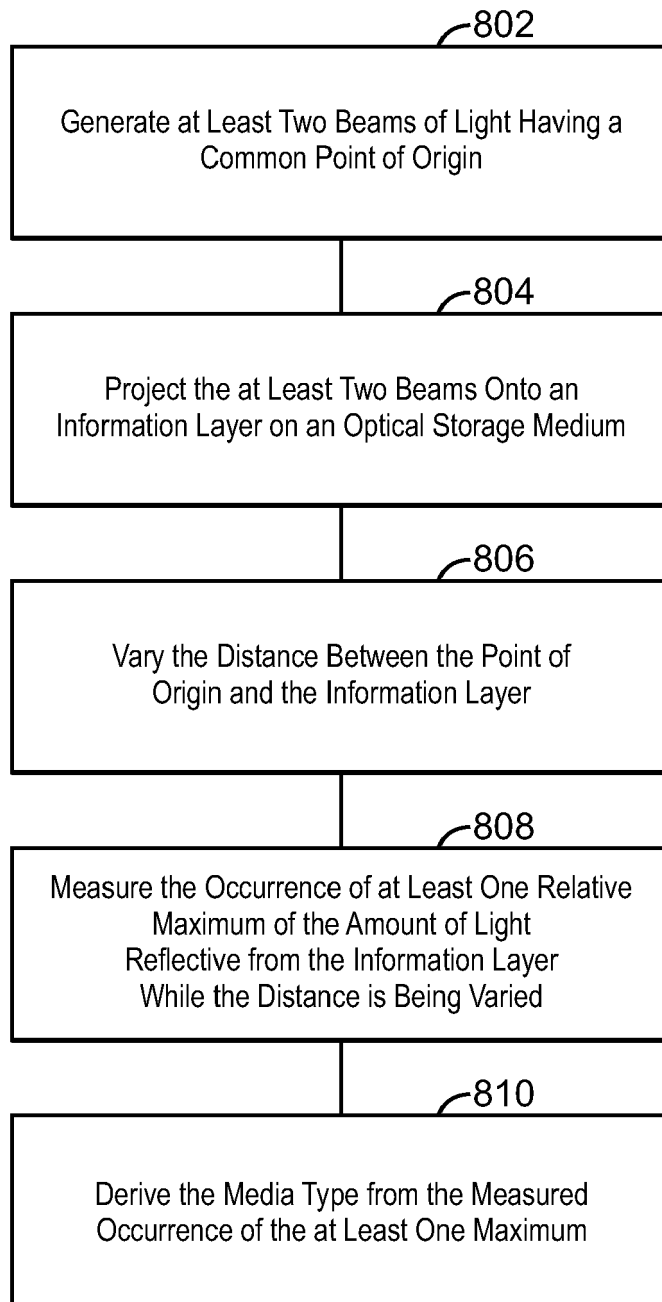 802
Generate at Least Two Beams of Light Having a
Common Point of Origin
804
Project the at Least Two Beams Onto an
Information Layer on an Optical Storage Medium
806
Vary the Distance Between the Point of
Origin and the Information Layer
808
Measure the Occurrence of at Least One Relative
Maximum of the Amount of Light
Reflective from the Information Layer
While the Distance is Being Varied
810
Derive the Media Type from the Measured
Occurrence of the at Least One Maximum